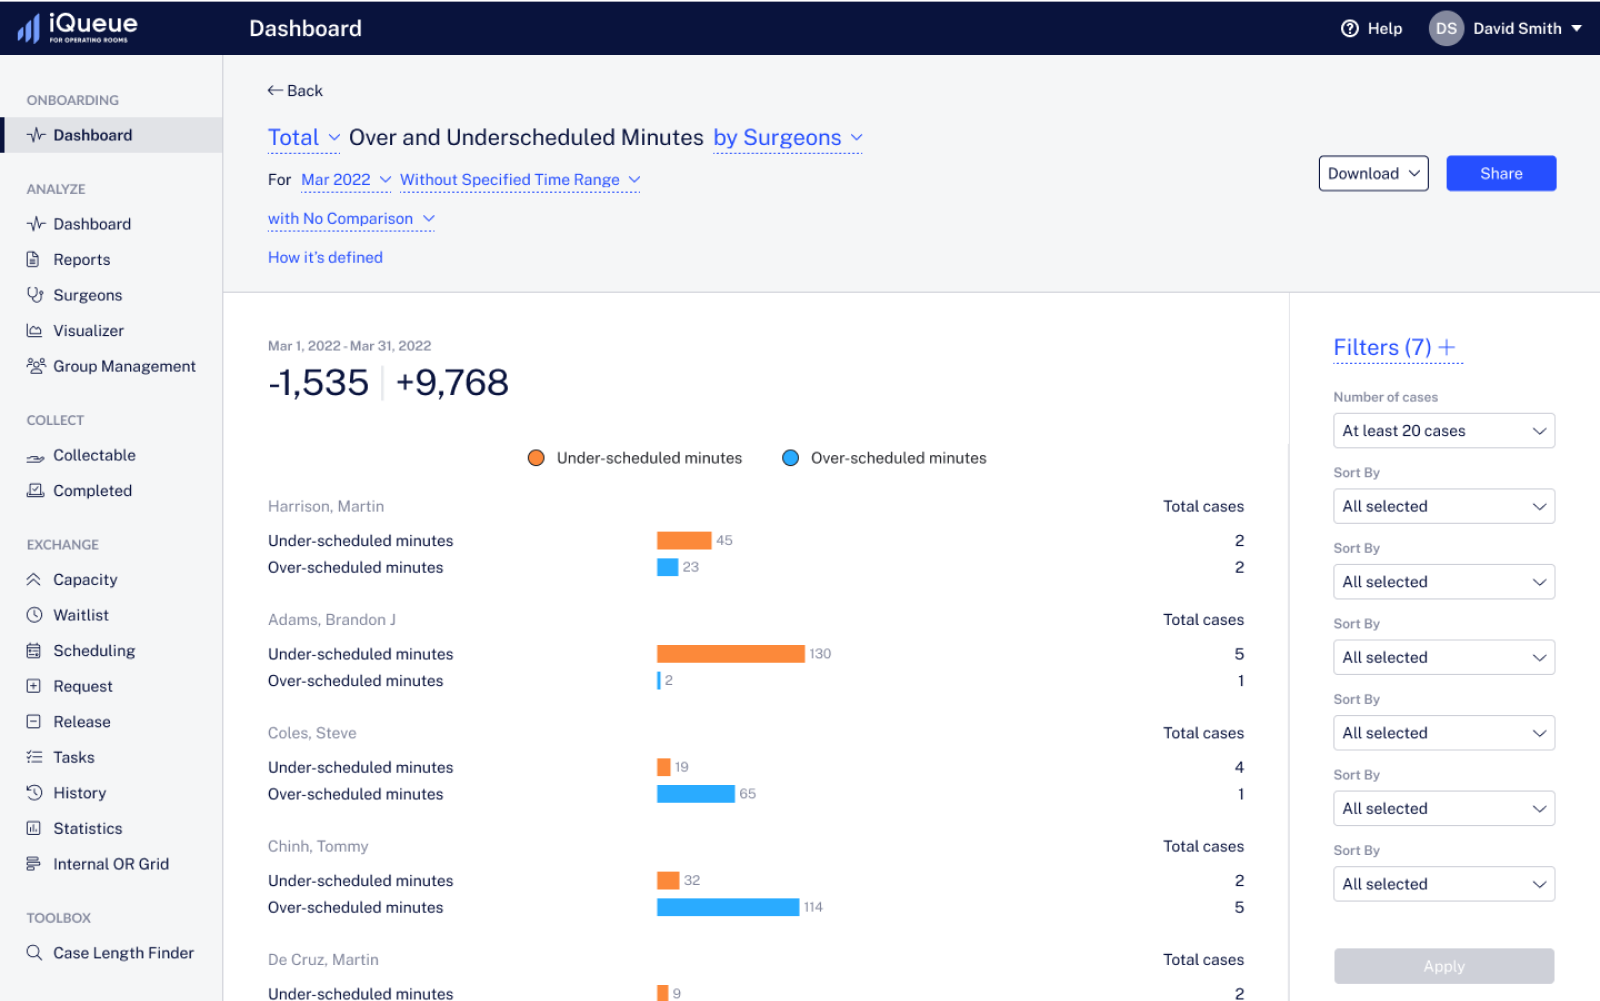 iQueue
FOR OPERATING ROOMS
Dashboard
Help
DS
David Smith
ONBOARDING
Dashboard
ANALYZE
Dashboard
Reports
Surgeons
Visualizer
Group Management
COLLECT
Collectable
Completed
EXCHANGE
Capacity
Waitlist
Scheduling
Request
Release
Tasks
History
Statistics
Internal OR Grid
TOOLBOX
Case Length Finder
Back
Total Over and Underscheduled Minutes by Surgeons
For Mar 2022 Without Specified Time Range
with No Comparison
How it's defined
Download
Share
Mar 1, 2022 - Mar 31, 2022
-1,535 +9,768
Under-scheduled minutes Over-scheduled minutes
Harrison, Martin Total cases
Under-scheduled minutes 45 2
Over-scheduled minutes 23 2
Adams, Brandon J Total cases
Under-scheduled minutes 130 5
Over-scheduled minutes 2 1
Coles, Steve Total cases
Under-scheduled minutes 19 4
Over-scheduled minutes 65 1
Chinh, Tommy Total cases
Under-scheduled minutes 32 2
Over-scheduled minutes 114 5
De Cruz, Martin Total cases
Under-scheduled minutes 9 2
Filters (7) +
Number of cases
At least 20 cases
Sort By
All selected
Sort By
All selected
Sort By
All selected
Sort By
All selected
Sort By
All selected
Sort By
All selected
Apply